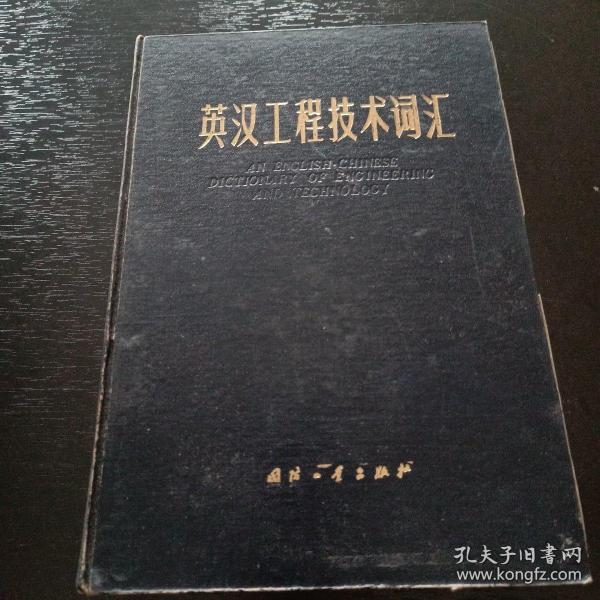 英汉工程技术词汇
AN ENGLISH-CHINESE
DICTIONARY OF ENGINEERING
AND TECHNOLOGY
国防工业出版社
孔夫子旧書网
www.kongfz.com